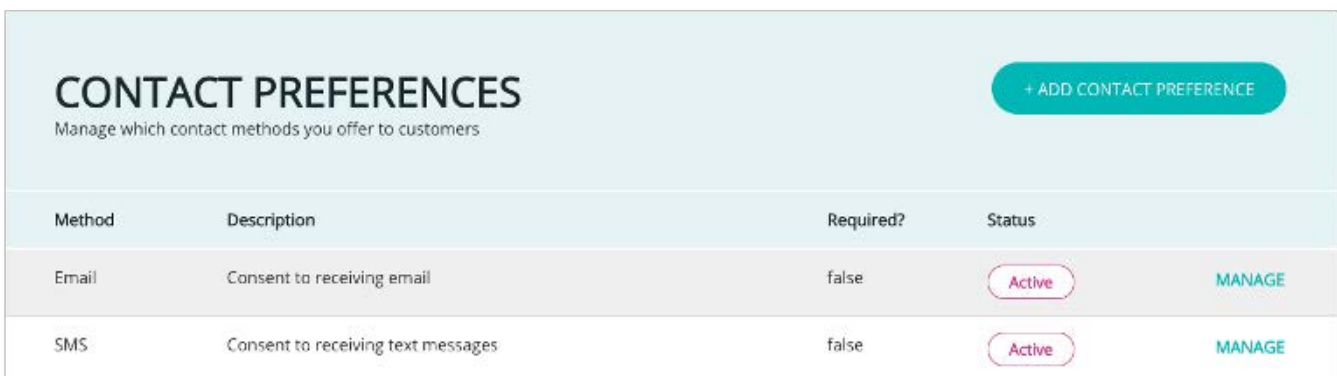 CONTACT PREFERENCES
+ ADD CONTACT PREFERENCE
Manage which contact methods you offer to customers
Method Description Required? Status
Email Consent to receiving email false Active MANAGE
SMS Consent to receiving text messages false Active MANAGE